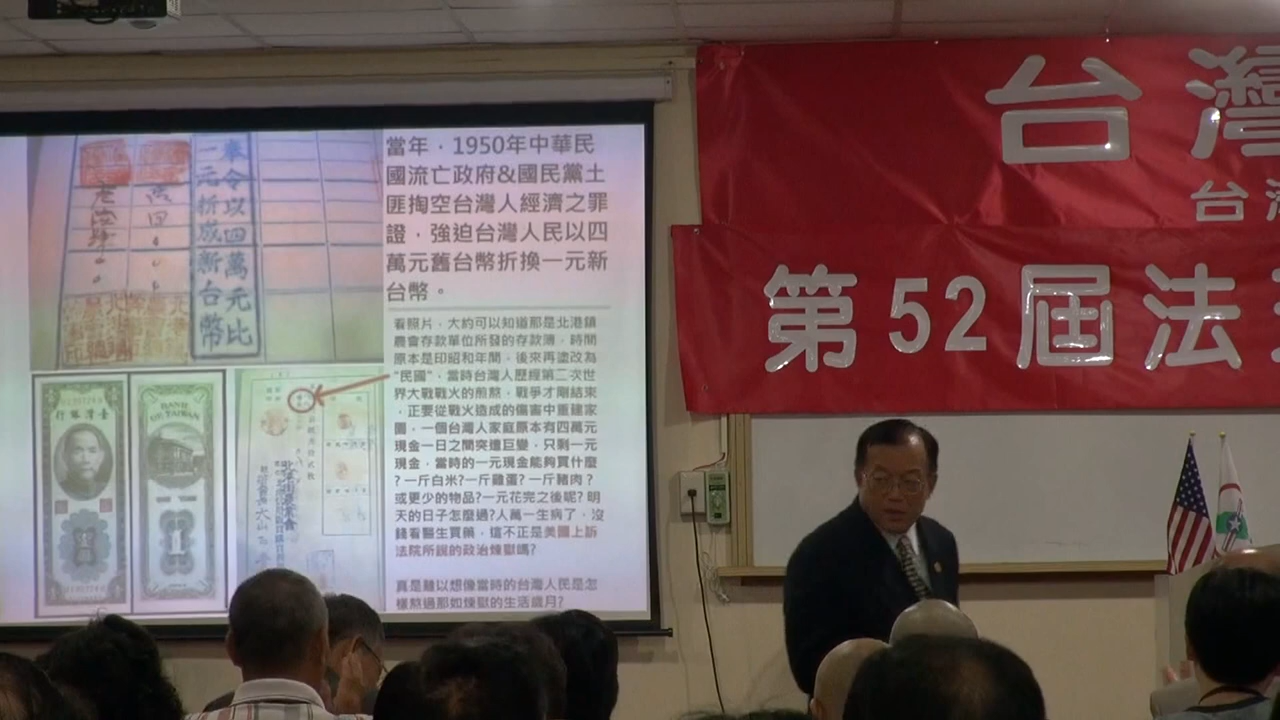 奉令以四萬元比
一元折成新台幣
當年，1950年中華民
國流亡政府&國民黨土
匪掏空台灣人經濟之罪
證，強迫台灣人民以四
萬元舊台幣折換一元新
台幣。
看照片，大約可以知道那是北港鎮
農會存款單位所發的存款簿，時間
原本是印紹和年間，後來再塗改為
“民國”，當時台灣人歷經第二次世
界大戰戰火的煎熬，戰爭才剛結束
，正要從戰火造成的傷害中重建家
園，一個台灣人家庭原本有四萬元
現金一日之間突遭巨變，只剩一元
現金，當時的一元現金能夠買什麼
？一斤白米?一斤雞蛋？一斤豬肉？
或更少的物品?一元花完之後呢？明
天的日子怎麼過?人萬一生病了，沒
錢看醫生買藥，這不正是美國上訴
法院所說的政治煉獄嗎？
真是難以想像當時的台灣人民是怎
樣熬過那如煉獄的生活歲月?
行銀灣臺
BANK
OF TAIWAN
1
台灣
台
第52屆法